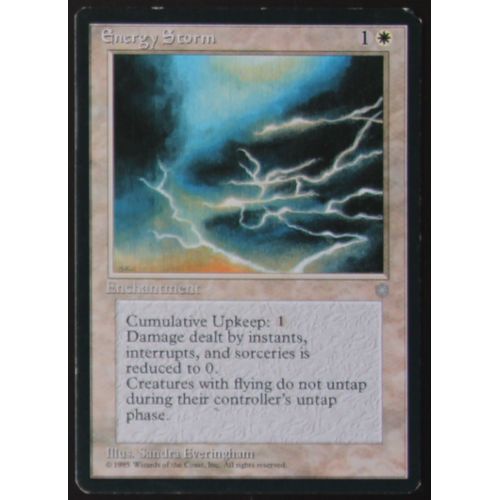 Energy Storm 1
Enchantment
Cumulative Upkeep: 1
Damage dealt by instants,
interrupts, and sorceries is
reduced to 0.
Creatures with flying do not untap
during their controller's untap
phase.
Illus. Sandra Everingham
© 1995 Wizards of the Coast, Inc. All rights reserved.